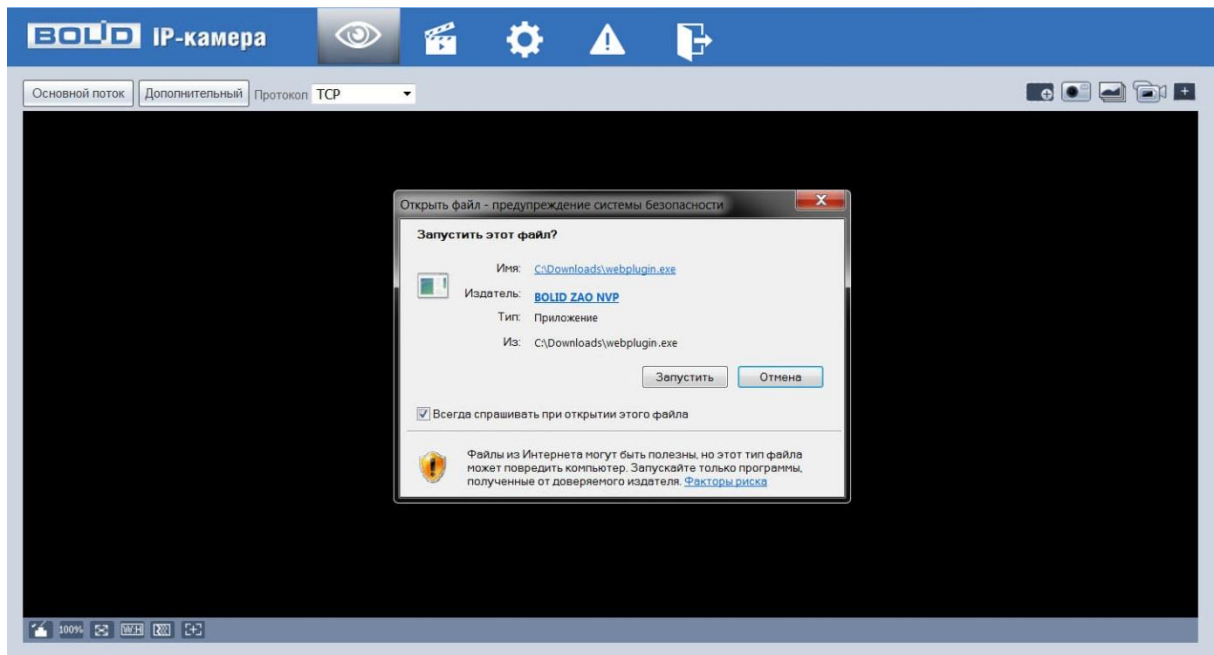 BOLID IP-камера
Основной поток Дополнительный Протокол TCP
Открыть файл - предупреждение системы безопасности
Запустить этот файл?
Имя: C:\Downloads\webplugin.exe
Издатель: BOLID ZAO NVP
Тип: Приложение
Из: C:\Downloads\webplugin.exe
Запустить Отмена
Всегда спрашивать при открытии этого файла
Файлы из Интернета могут быть полезны, но этот тип файла
может повредить компьютер. Запускайте только программы,
полученные от доверяемого издателя. Факторы риска
100% W:H